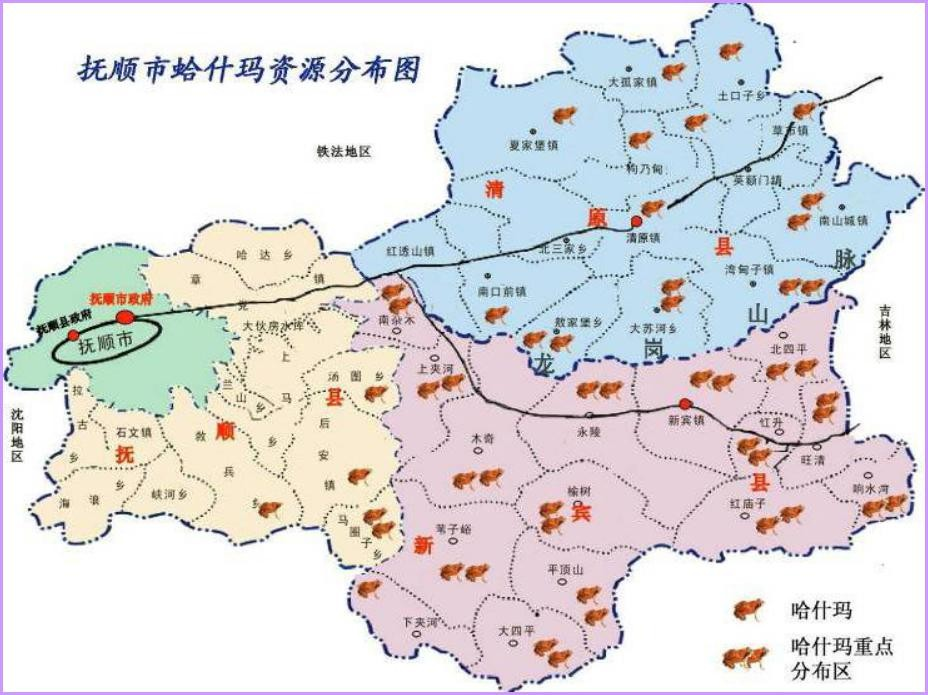 抚顺市蛤什玛资源分布图
铁法地区
大孤家镇
土口子乡
夏家堡镇
草市镇
枸乃甸
英额门镇
清原县
清原镇
南山城镇
红透山镇
北三家乡
湾甸子镇
南口前镇
敖家堡乡
大苏河乡
龙岗山脉
吉林地区
哈达乡
章党镇
抚顺市政府
抚顺县政府
抚顺市
大伙房水库
沈阳地区
上马乡
兰山乡
汤图乡
后安镇
拉古乡
石文镇
救兵乡
海浪乡
峡河乡
马圈子乡
抚顺县
南杂木
上夹河
北四平
新宾镇
永陵
红升
旺清
木奇
榆树
响水河
红庙子
苇子峪
平顶山
下夹河
大四平
新宾县
哈什玛
哈什玛重点
分布区